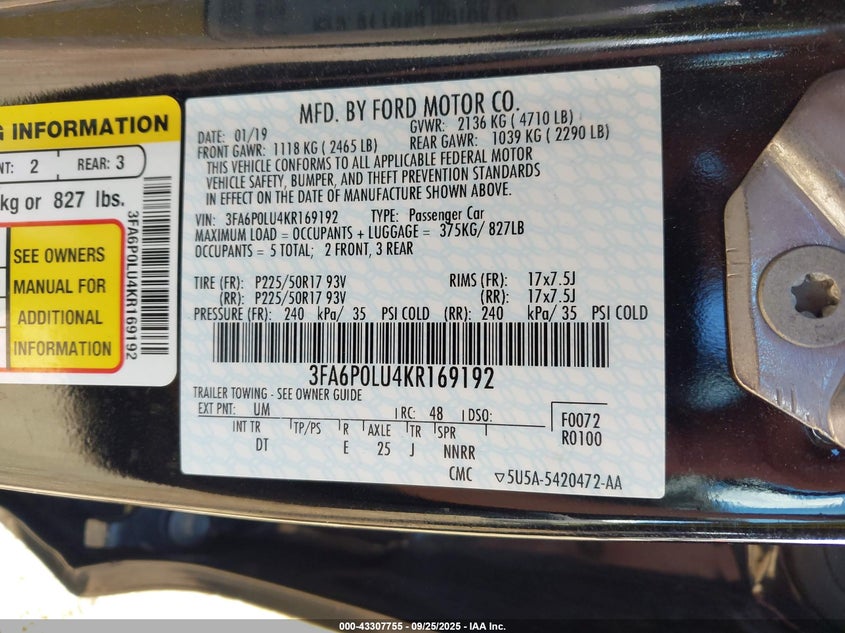 MFD. BY FORD MOTOR CO.
DATE: 01/19 GVWR: 2136 KG ( 4710 LB)
FRONT GAWR: 1118 KG ( 2465 LB) REAR GAWR: 1039 KG ( 2290 LB)
THIS VEHICLE CONFORMS TO ALL APPLICABLE FEDERAL MOTOR
VEHICLE SAFETY, BUMPER, AND THEFT PREVENTION STANDARDS
IN EFFECT ON THE DATE OF MANUFACTURE SHOWN ABOVE.
VIN: 3FA6P0LU4KR169192 TYPE: Passenger Car
MAXIMUM LOAD = OCCUPANTS + LUGGAGE = 375KG/ 827LB
OCCUPANTS = 5 TOTAL; 2 FRONT, 3 REAR
TIRE (FR): P225/50R17 93V RIMS (FR): 17x7.5J
(RR): P225/50R17 93V (RR): 17x7.5J
PRESSURE (FR): 240 kPa/ 35 PSI COLD (RR): 240 kPa/ 35 PSI COLD
3FA6P0LU4KR169192
TRAILER TOWING - SEE OWNER GUIDE
EXT PNT: UM RC: 48 DSO: F0072
INT TR TP/PS R AXLE TR SPR R0100
DT E 25 J NNRR
CMC ▽5U5A-5420472-AA
G INFORMATION
NT: 2 REAR: 3
kg or 827 lbs.
SEE OWNERS
MANUAL FOR
ADDITIONAL
INFORMATION
3FA6P0LU4KR169192
000-43307755 - 09/25/2025 - IAA Inc.